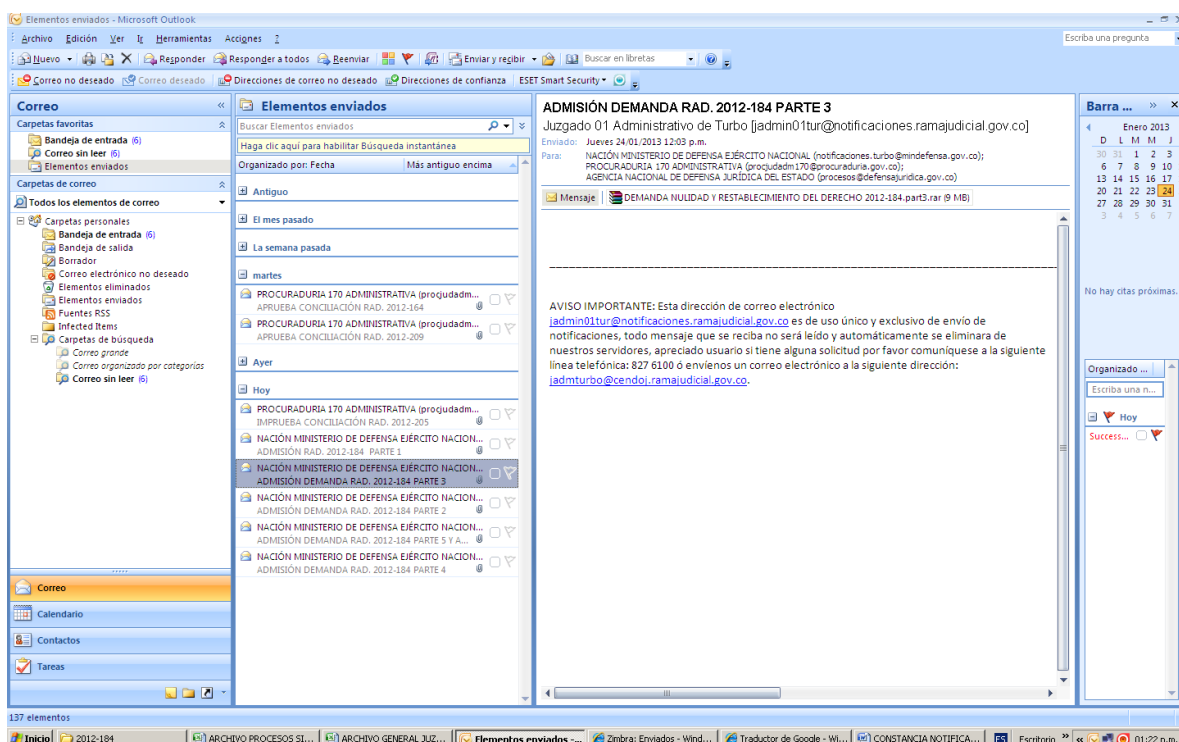 Elementos enviados - Microsoft Outlook
Archivo Edición Ver Ir Herramientas Acciones ?
Escriba una pregunta
Nuevo Responder Responder a todos Reenviar Enviar y recibir Buscar en libretas
Correo no deseado Correo deseado Direcciones de correo no deseado Direcciones de confianza ESET Smart Security
Correo «
Carpetas favoritas
Bandeja de entrada (6)
Correo sin leer (6)
Elementos enviados
Carpetas de correo
Todos los elementos de correo
Carpetas personales
Bandeja de entrada (6)
Bandeja de salida
Borrador
Correo electrónico no deseado
Elementos eliminados
Elementos enviados
Fuentes RSS
Infected Items
Carpetas de búsqueda
Correo grande
Correo organizado por categorías
Correo sin leer (6)
Correo
Calendario
Contactos
Tareas
Elementos enviados
Buscar Elementos enviados
Haga clic aquí para habilitar Búsqueda instantánea
Organizado por: Fecha Más antiguo encima
Antiguo
El mes pasado
La semana pasada
martes
PROCURADURIA 170 ADMINISTRATIVA (procjudadm...
APRUEBA CONCILIACIÓN RAD. 2012-164
PROCURADURIA 170 ADMINISTRATIVA (procjudadm...
APRUEBA CONCILIACIÓN RAD. 2012-209
Ayer
Hoy
PROCURADURIA 170 ADMINISTRATIVA (procjudadm...
IMPRUEBA CONCILIACIÓN RAD. 2012-205
NACIÓN MINISTERIO DE DEFENSA EJÉRCITO NACION...
ADMISIÓN RAD. 2012-184 PARTE 1
NACIÓN MINISTERIO DE DEFENSA EJÉRCITO NACION...
ADMISIÓN DEMANDA RAD. 2012-184 PARTE 3
NACIÓN MINISTERIO DE DEFENSA EJÉRCITO NACION...
ADMISIÓN DEMANDA RAD. 2012-184 PARTE 2
NACIÓN MINISTERIO DE DEFENSA EJÉRCITO NACION...
ADMISIÓN DEMANDA RAD. 2012-184 PARTE 5 Y A...
NACIÓN MINISTERIO DE DEFENSA EJÉRCITO NACION...
ADMISIÓN DEMANDA RAD. 2012-184 PARTE 4
ADMISIÓN DEMANDA RAD. 2012-184 PARTE 3
Juzgado 01 Administrativo de Turbo [jadmin01tur@notificaciones.ramajudicial.gov.co]
Enviado: Jueves 24/01/2013 12:03 p.m.
Para: NACIÓN MINISTERIO DE DEFENSA EJÉRCITO NACIONAL (notificaciones.turbo@mindefensa.gov.co);
PROCURADURIA 170 ADMINISTRATIVA (procjudadm170@procuraduria.gov.co);
AGENCIA NACIONAL DE DEFENSA JURÍDICA DEL ESTADO (procesos@defensajuridica.gov.co)
Mensaje DEMANDA NULIDAD Y RESTABLECIMIENTO DEL DERECHO 2012-184.part3.rar (9 MB)
AVISO IMPORTANTE: Esta dirección de correo electrónico
jadmin01tur@notificaciones.ramajudicial.gov.co es de uso único y exclusivo de envío de
notificaciones, todo mensaje que se reciba no será leído y automáticamente se eliminara de
nuestros servidores, apreciado usuario si tiene alguna solicitud por favor comuníquese a la siguiente
línea telefónica: 827 6100 ó envíenos un correo electrónico a la siguiente dirección:
jadmturbo@cendoj.ramajudicial.gov.co.
Barra ... »
Enero 2013
D L M M J
30 31 1 2 3
6 7 8 9 10
13 14 15 16 17
20 21 22 23 24
27 28 29 30 31
3 4 5 6 7
No hay citas próximas.
Organizado ...
Escriba una n...
Hoy
Success...
137 elementos
Inicio 2012-184 ARCHIVO PROCESOS SI... ARCHIVO GENERAL JUZ... Elementos enviados -... Zimbra: Enviados - Wind... Traductor de Google - Wi... CONSTANCIA NOTIFICA... ES Escritorio » « 01:22 p.m.